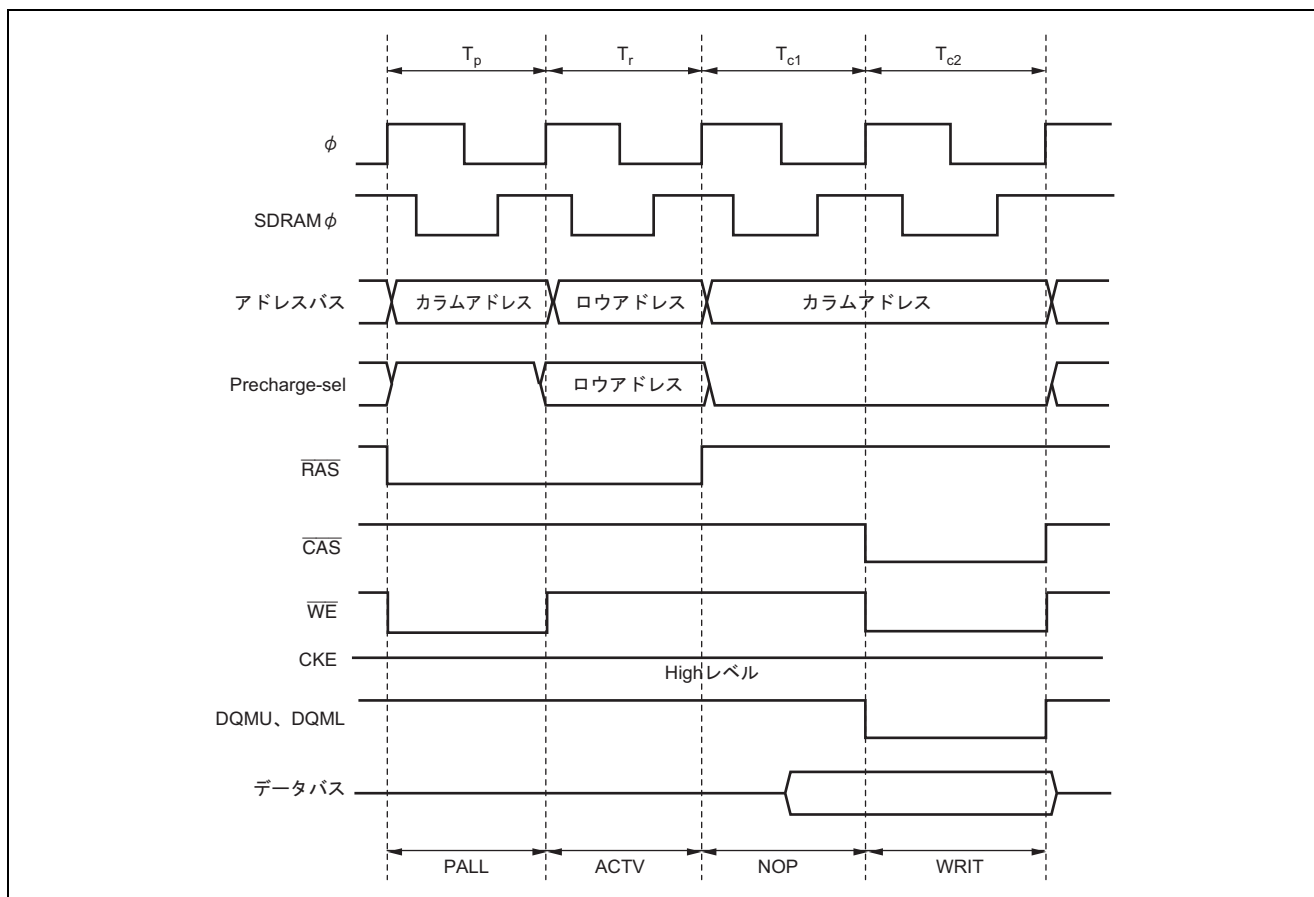 Tp Tr Tc1 Tc2
φ
SDRAMφ
アドレスバス カラムアドレス ロウアドレス カラムアドレス
Precharge-sel ロウアドレス
RAS
CAS
WE
CKE
Highレベル
DQMU、DQML
データバス
PALL ACTV NOP WRIT